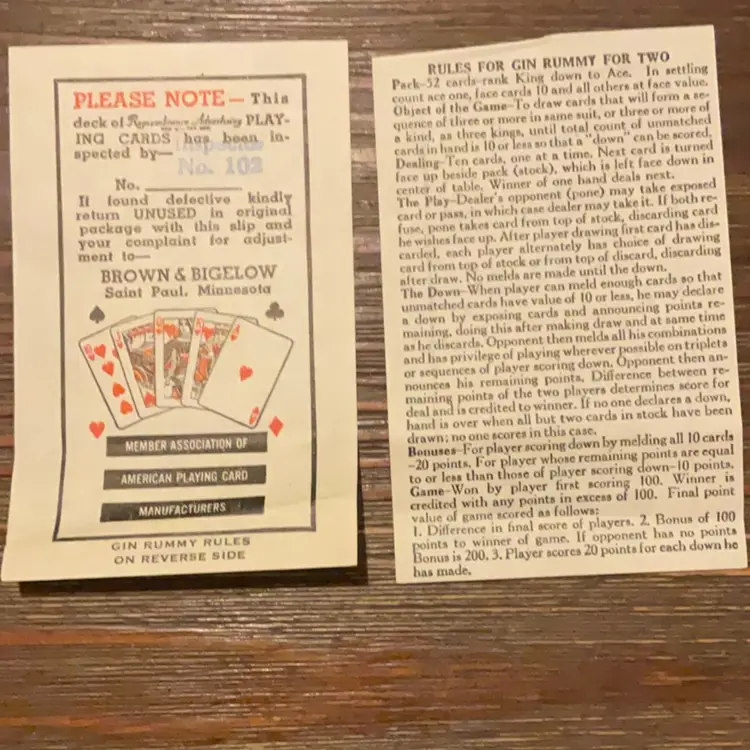 PLEASE NOTE— This
deck of Remembrance Advertising PLAY-
ING CARDS has been in-
spected by—
Inspector
No. 102
No.
If found defective kindly
return UNUSED in original
package with this slip and
your complaint for adjust-
ment to—
BROWN & BIGELOW
Saint Paul, Minnesota
MEMBER ASSOCIATION OF
AMERICAN PLAYING CARD
MANUFACTURERS
GIN RUMMY RULES
ON REVERSE SIDE
RULES FOR GIN RUMMY FOR TWO
Pack–52 cards–rank King down to Ace. In settling
count ace one, face cards 10 and all others at face value.
Object of the Game–To draw cards that will form a se-
quence of three or more in same suit, or three or more of
a kind, as three kings, until total count of unmatched
cards in hand is 10 or less so that a "down" can be scored.
Dealing–Ten cards, one at a time. Next card is turned
face up beside pack (stock), which is left face down in
center of table. Winner of one hand deals next.
The Play–Dealer's opponent (pone) may take exposed
card or pass, in which case dealer may take it. If both re-
fuse, pone takes card from top of stock, discarding card
he wishes face up. After player drawing first card has dis-
carded, each player alternately has choice of drawing
card from top of stock or from top of discard, discarding
after draw. No melds are made until the down.
The Down–When player can meld enough cards so that
unmatched cards have value of 10 or less, he may declare
a down by exposing cards and announcing points re-
maining, doing this after making draw and at same time
as he discards. Opponent then melds all his combinations
and has privilege of playing wherever possible on triplets
or sequences of player scoring down. Opponent then an-
nounces his remaining points. Difference between re-
maining points of the two players determines score for
deal and is credited to winner. If no one declares a down,
hand is over when all but two cards in stock have been
drawn; no one scores in this case.
Bonuses–For player scoring down by melding all 10 cards
–20 points. For player whose remaining points are equal
to or less than those of player scoring down–10 points.
Game–Won by player first scoring 100. Winner is
credited with any points in excess of 100. Final point
value of game scored as follows:
1. Difference in final score of players. 2. Bonus of 100
points to winner of game. If opponent has no points
Bonus is 200. 3. Player scores 20 points for each down he
has made.